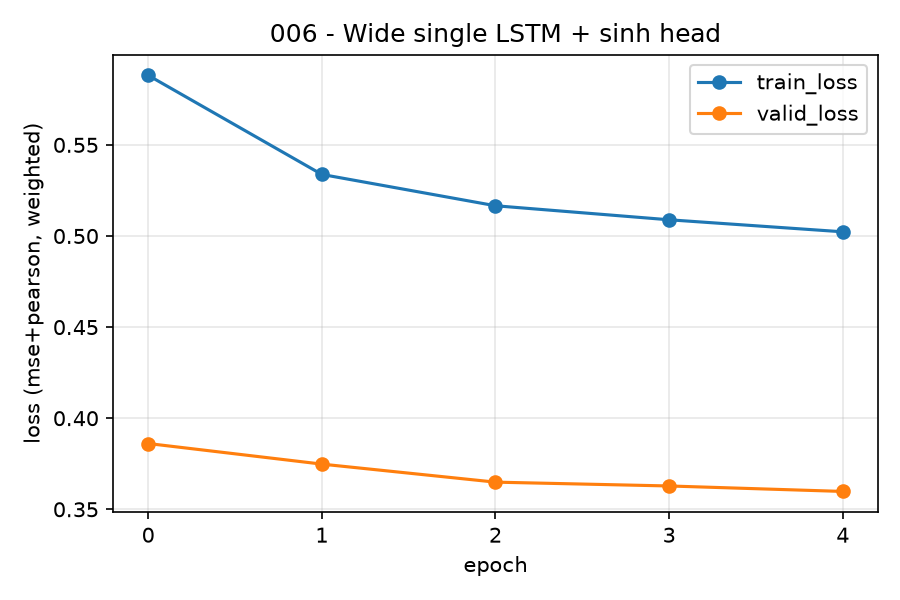 006 - Wide single LSTM + sinh head
train_loss
valid_loss
loss (mse+pearson, weighted)
0.55
0.50
0.45
0.40
0.35
0 1 2 3 4
epoch